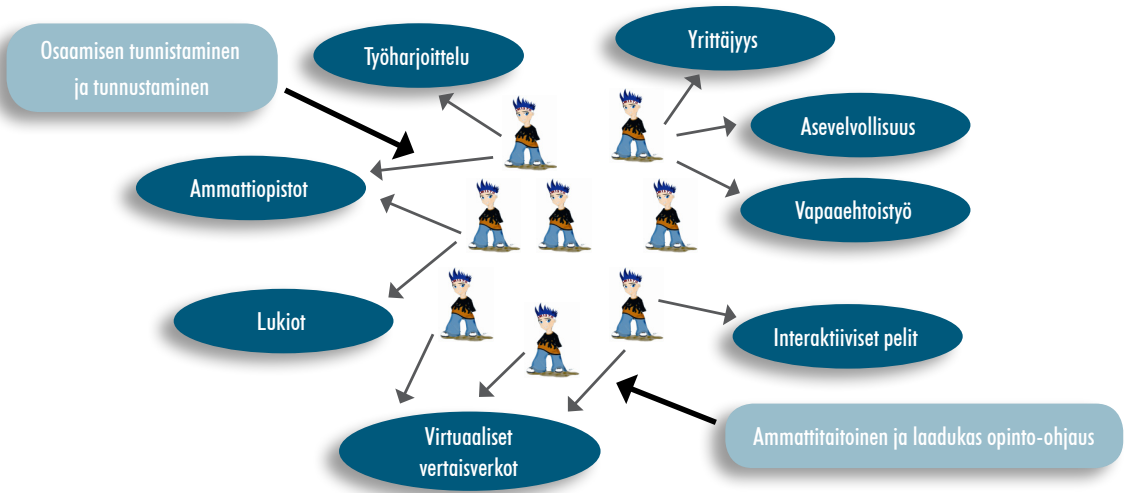 Osaamisen tunnistaminen
ja tunnustaminen
Työharjoittelu
Yrittäjyys
Asevelvollisuus
Ammattiopistot
Vapaaehtoistyö
Lukiot
Interaktiiviset pelit
Virtuaaliset
vertaisverkot
Ammattitaitoinen ja laadukas opinto-ohjaus